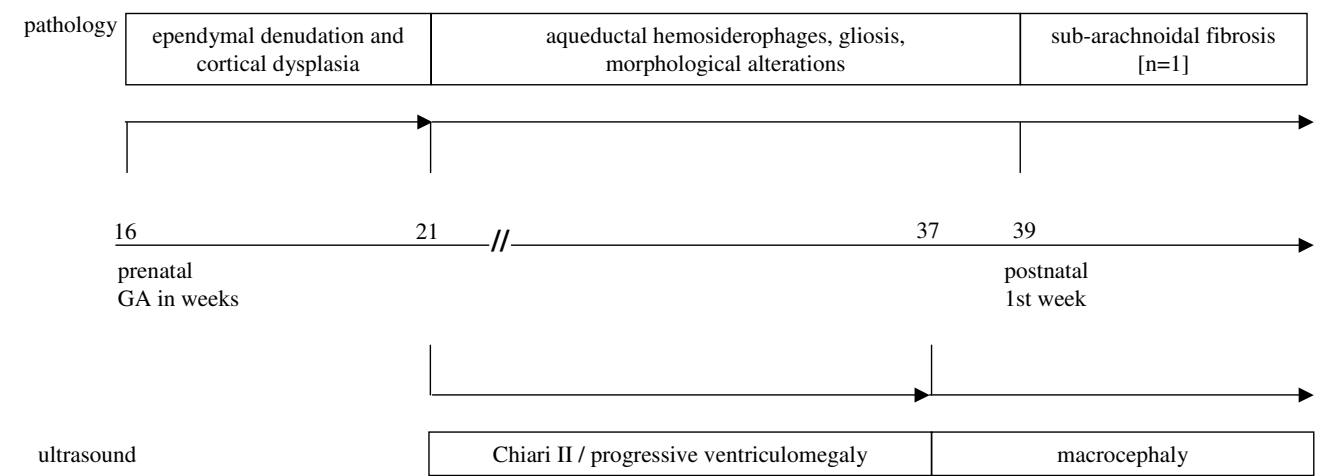 pathology
ependymal denudation and
cortical dysplasia
aqueductal hemosiderophages, gliosis,
morphological alterations
sub-arachnoidal fibrosis
[n=1]
16
21
//
37
39
prenatal
GA in weeks
postnatal
1st week
ultrasound
Chiari II / progressive ventriculomegaly
macrocephaly